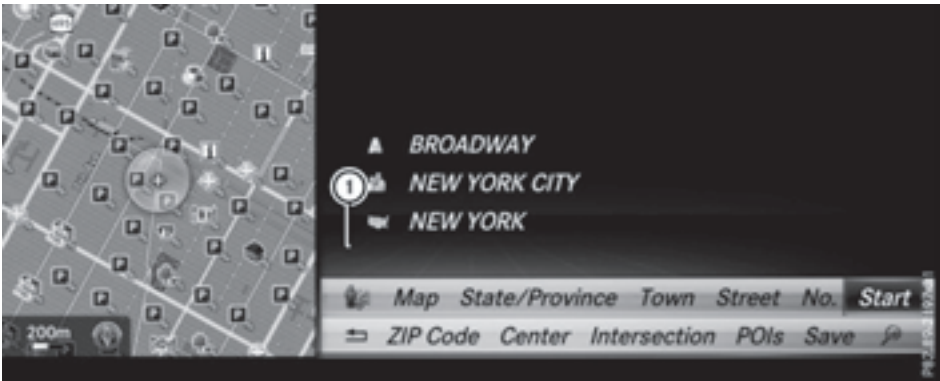 BROADWAY
1
NEW YORK CITY
NEW YORK
Map State/Province Town Street No. Start
ZIP Code Center Intersection POIs Save
200m